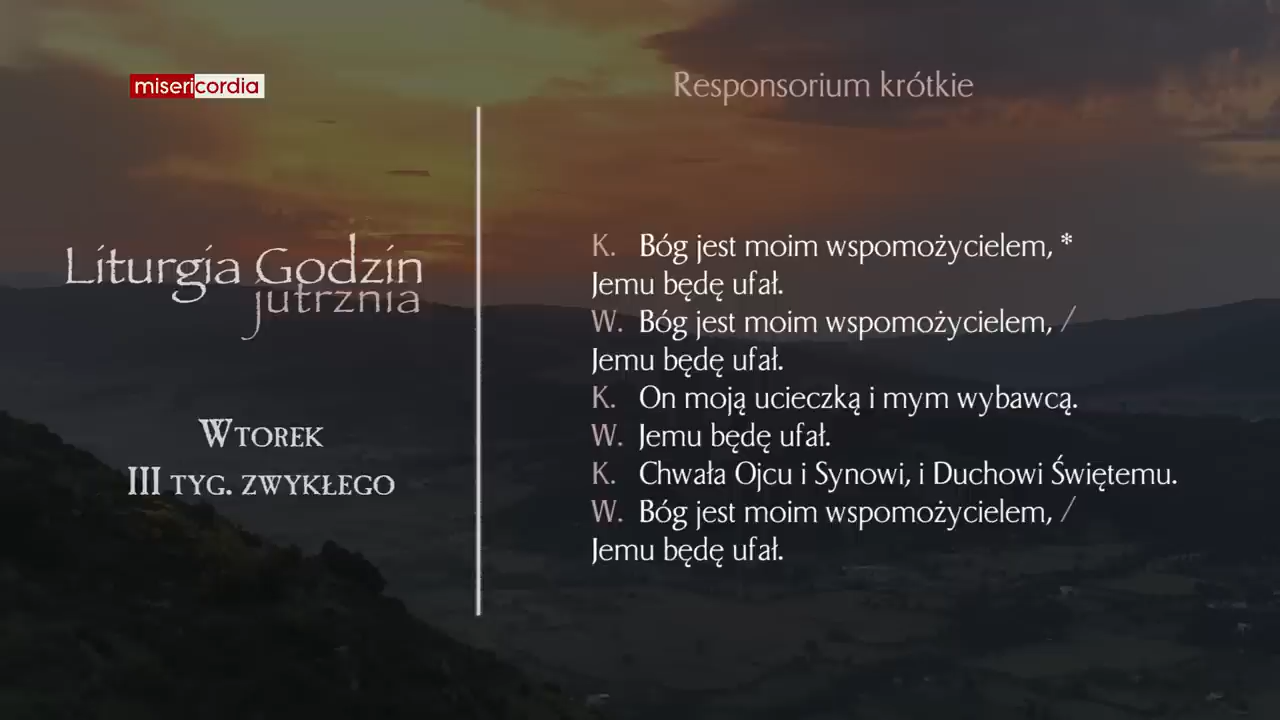 misericordia
Responsorium krótkie
Liturgia Godzin
jutrznia
Wtorek
III tyg. zwykłego
K. Bóg jest moim wspomożycielem, *
Jemu będę ufał.
W. Bóg jest moim wspomożycielem, /
Jemu będę ufał.
K. On moją ucieczką i mym wybawcą.
W. Jemu będę ufał.
K. Chwała Ojcu i Synowi, i Duchowi Świętemu.
W. Bóg jest moim wspomożycielem, /
Jemu będę ufał.